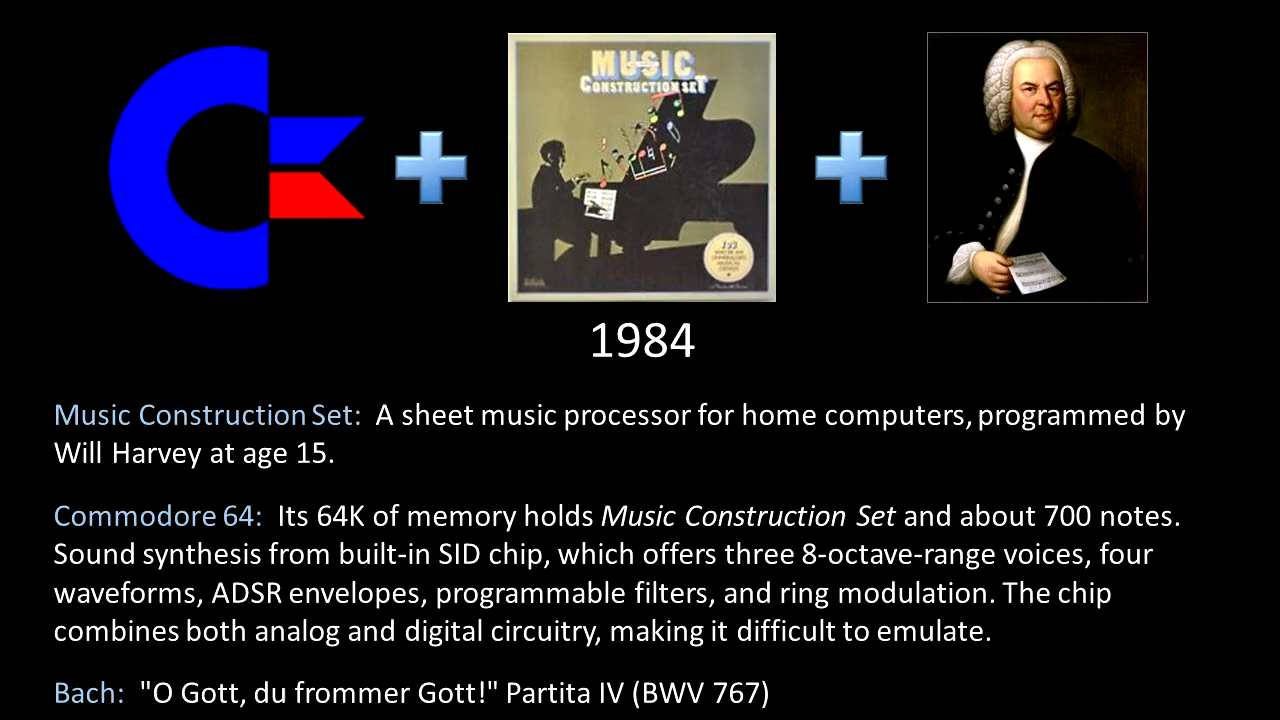 MUSIC
CONSTRUCTION SET
1984
Music Construction Set:  A sheet music processor for home computers, programmed by
Will Harvey at age 15.
Commodore 64:  Its 64K of memory holds Music Construction Set and about 700 notes.
Sound synthesis from built-in SID chip, which offers three 8-octave-range voices, four
waveforms, ADSR envelopes, programmable filters, and ring modulation. The chip
combines both analog and digital circuitry, making it difficult to emulate.
Bach:  "O Gott, du frommer Gott!" Partita IV (BWV 767)